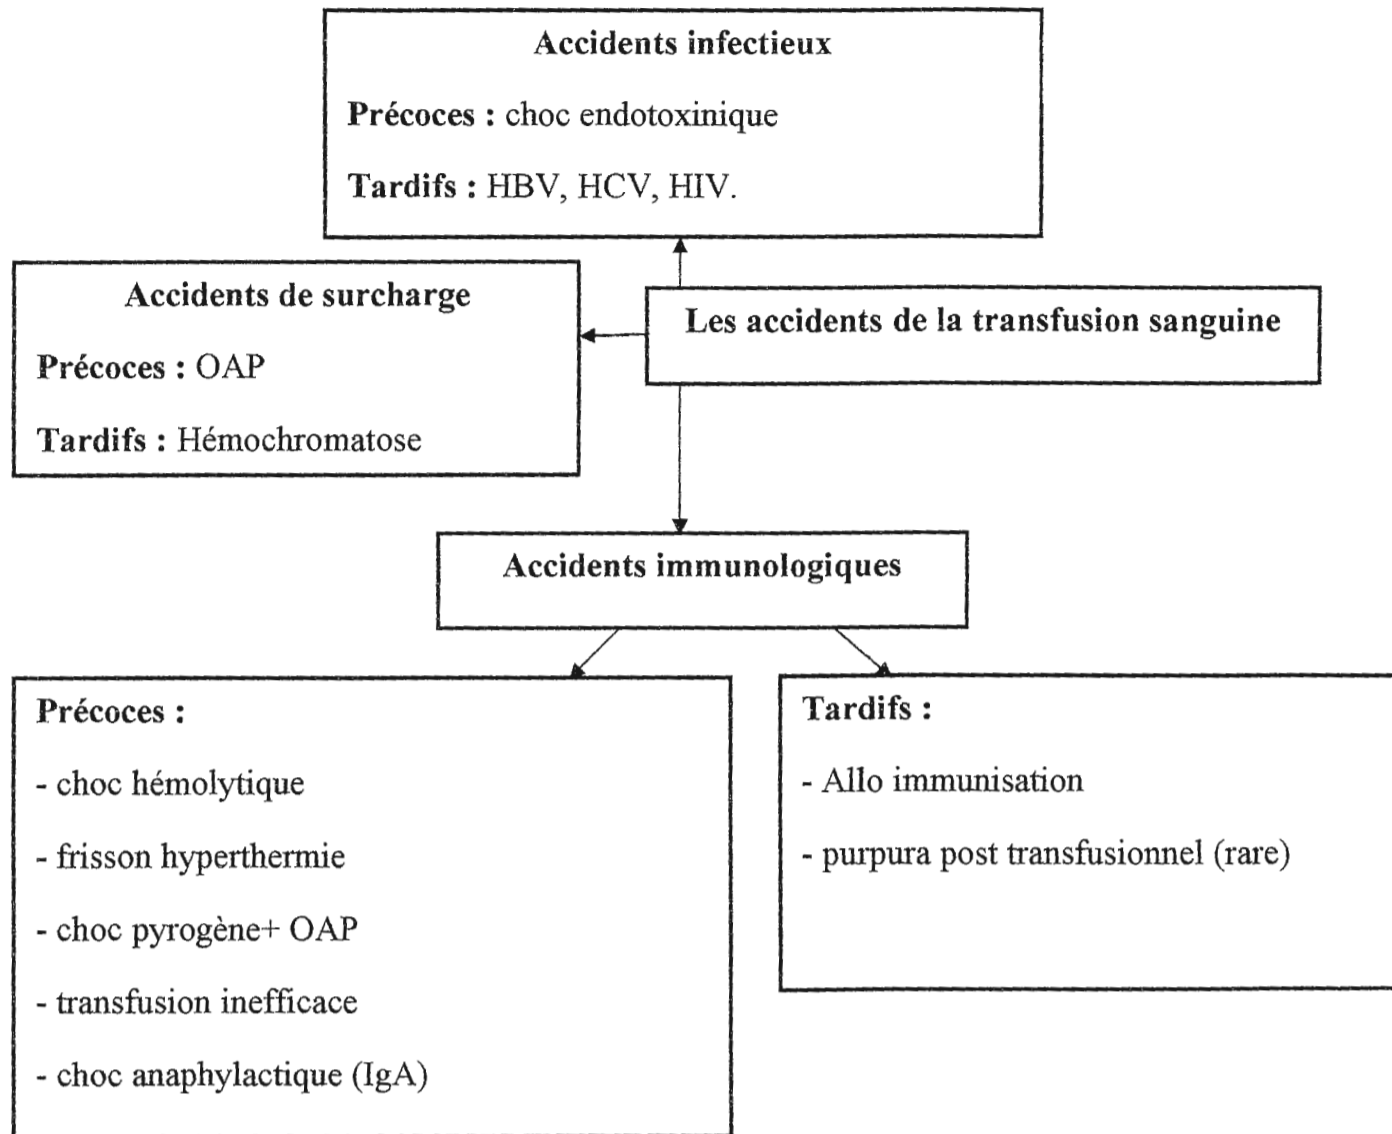 Accidents infectieux
Précoces : choc endotoxinique
Tardifs : HBV, HCV, HIV.
Accidents de surcharge
Précoces : OAP
Tardifs : Hémochromatose
Les accidents de la transfusion sanguine
Accidents immunologiques
Précoces :
- choc hémolytique
- frisson hyperthermie
- choc pyrogène+ OAP
- transfusion inefficace
- choc anaphylactique (IgA)
Tardifs :
- Allo immunisation
- purpura post transfusionnel (rare)